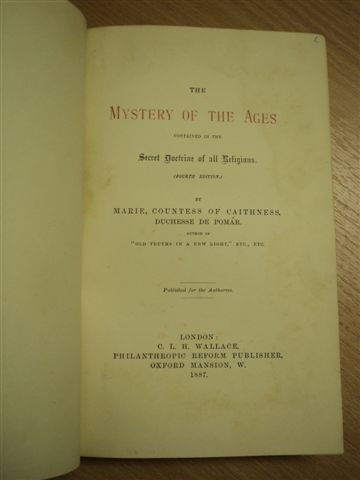 THE
MYSTERY OF THE AGES
CONTAINED IN THE
Secret Doctrine of all Religions.
(FOURTH EDITION.)
BY
MARIE, COUNTESS OF CAITHNESS,
DUCHESSE DE POMÁR,
AUTHOR OF
"OLD TRUTHS IN A NEW LIGHT," ETC., ETC.
Published for the Authoress.
LONDON:
C. L. H. WALLACE,
PHILANTHROPIC REFORM PUBLISHER,
OXFORD MANSION, W.
1887.